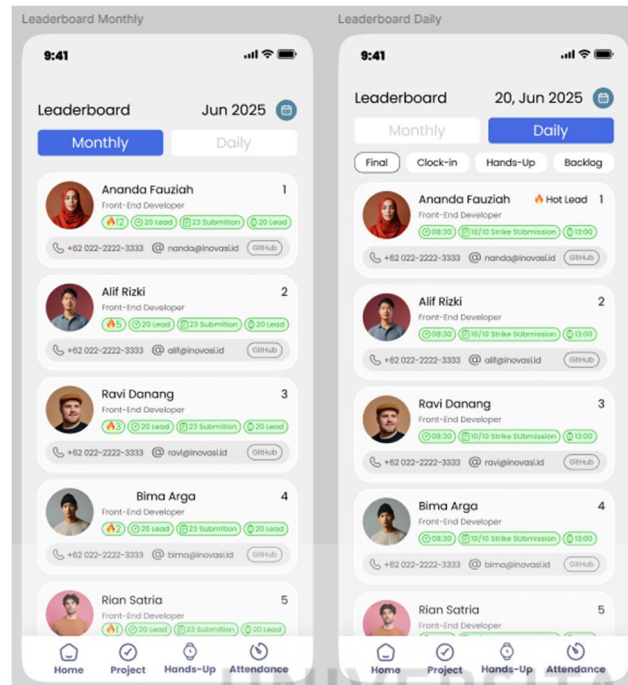 Leaderboard Monthly
9:41
Leaderboard Jun 2025
Monthly Daily
Ananda Fauziah 1
Front-End Developer
12 20 Lead 23 Submition 20 Lead
+62 022-2222-3333 @ nanda@inovasi.id GitHub
Alif Rizki 2
Front-End Developer
5 20 Lead 23 Submition 20 Lead
+62 022-2222-3333 @ alif@inovasi.id GitHub
Ravi Danang 3
Front-End Developer
3 20 Lead 23 Submition 20 Lead
+62 022-2222-3333 @ ravi@inovasi.id GitHub
Bima Arga 4
Front-End Developer
2 20 Lead 23 Submition 20 Lead
+62 022-2222-3333 @ bima@inovasi.id GitHub
Rian Satria 5
Front-End Developer
1 20 Lead 23 Submition 20 Lead
Home Project Hands-Up Attendance
Leaderboard Daily
9:41
Leaderboard 20, Jun 2025
Monthly Daily
Final Clock-in Hands-Up Backlog
Ananda Fauziah Hot Lead 1
Front-End Developer
08:30 10/10 Strike SUbmission 13:00
+62 022-2222-3333 @ nanda@inovasi.id GitHub
Alif Rizki 2
Front-End Developer
08:30 10/10 Strike SUbmission 13:00
+62 022-2222-3333 @ alif@inovasi.id GitHub
Ravi Danang 3
Front-End Developer
08:30 10/10 Strike SUbmission 13:00
+62 022-2222-3333 @ ravi@inovasi.id GitHub
Bima Arga 4
Front-End Developer
08:30 10/10 Strike SUbmission 13:00
+62 022-2222-3333 @ bima@inovasi.id GitHub
Rian Satria 5
Front-End Developer
Home Project Hands-Up Attendance